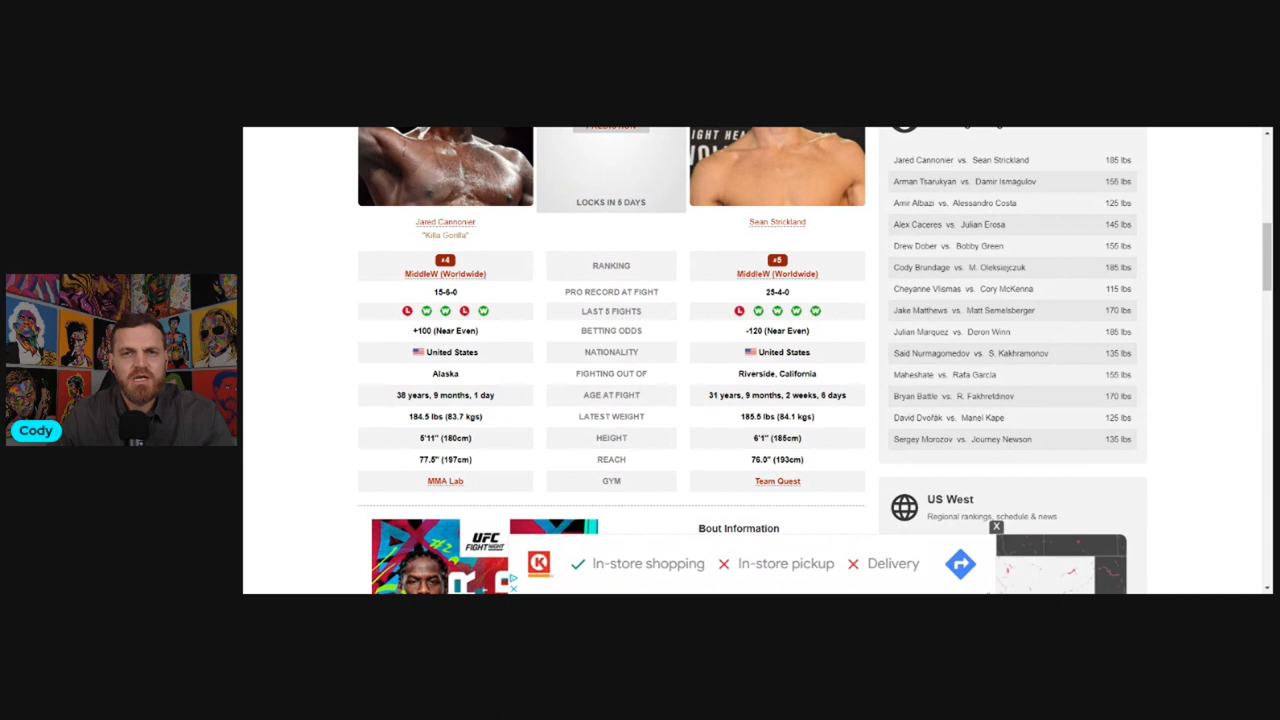 IGHT HEA
LOCKS IN 5 DAYS
Jared Cannonier
"Killa Gorilla"
Sean Strickland
#4
MiddleW (Worldwide)
RANKING
#5
MiddleW (Worldwide)
15-6-0
PRO RECORD AT FIGHT
25-4-0
L W W L W
LAST 5 FIGHTS
L W W W W
+100 (Near Even)
BETTING ODDS
-120 (Near Even)
United States
NATIONALITY
United States
Alaska
FIGHTING OUT OF
Riverside, California
38 years, 9 months, 1 day
AGE AT FIGHT
31 years, 9 months, 2 weeks, 6 days
184.5 lbs (83.7 kgs)
LATEST WEIGHT
185.5 lbs (84.1 kgs)
5'11" (180cm)
HEIGHT
6'1" (185cm)
77.5" (197cm)
REACH
76.0" (193cm)
MMA Lab
GYM
Team Quest
Bout Information
#2
UFC
FIGHT NIGHT
K
In-store shopping
In-store pickup
Delivery
X
Jared Cannonier vs. Sean Strickland 185 lbs
Arman Tsarukyan vs. Damir Ismagulov 155 lbs
Amir Albazi vs. Alessandro Costa 125 lbs
Alex Caceres vs. Julian Erosa 145 lbs
Drew Dober vs. Bobby Green 155 lbs
Cody Brundage vs. M. Oleksiejczuk 185 lbs
Cheyanne Vlismas vs. Cory McKenna 115 lbs
Jake Matthews vs. Matt Semelsberger 170 lbs
Julian Marquez vs. Deron Winn 185 lbs
Said Nurmagomedov vs. S. Kakhramonov 135 lbs
Maheshate vs. Rafa Garcia 155 lbs
Bryan Battle vs. R. Fakhretdinov 170 lbs
David Dvořák vs. Manel Kape 125 lbs
Sergey Morozov vs. Journey Newson 135 lbs
US West
Regional rankings, schedule & news
Cody